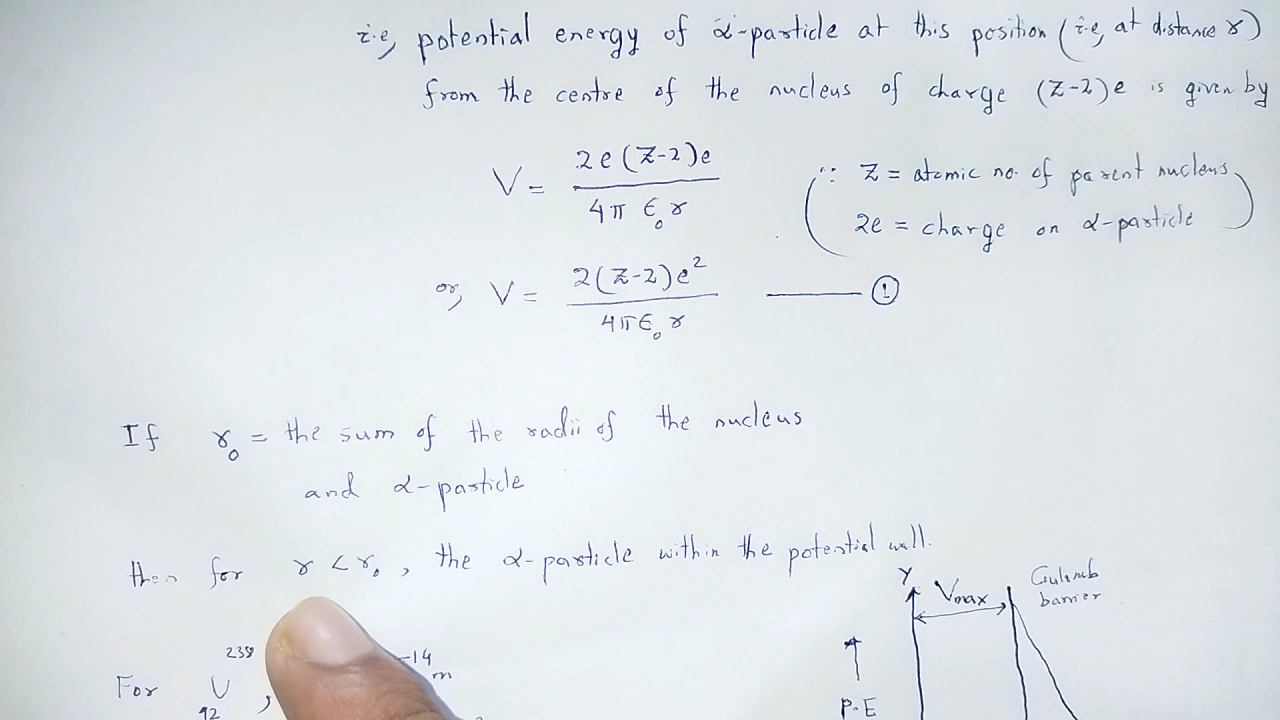 i.e, potential energy of α-particle at this position (i.e, at distance r)
from the centre of the nucleus of charge (Z-2)e is given by
V = 2e(Z-2)e / 4π ε₀ r
(∵ Z = atomic no. of parent nucleus,
2e = charge on α-particle)
or, V = 2(Z-2)e² / 4πε₀ r ——— ①
If r₀ = the sum of the radii of the nucleus
and α-particle
then for r < r₀, the α-particle within the potential wall.
Y
Vmax
Coulomb
barrier
P.E
For ₉₂U²³⁸, -14
m